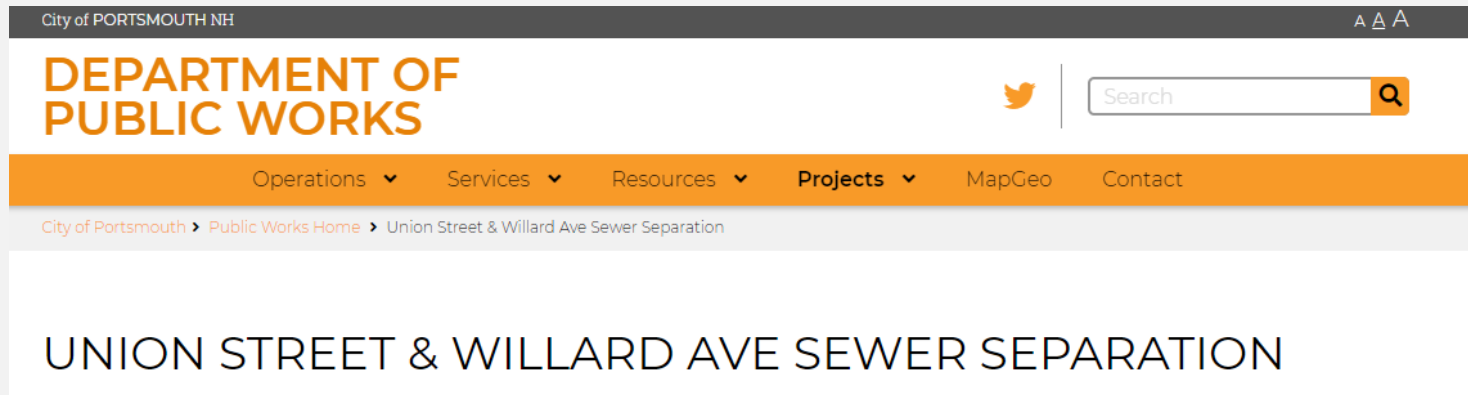 City of PORTSMOUTH NH A A A
DEPARTMENT OF
PUBLIC WORKS
Search
Operations Services Resources Projects MapGeo Contact
City of Portsmouth > Public Works Home > Union Street & Willard Ave Sewer Separation
UNION STREET & WILLARD AVE SEWER SEPARATION